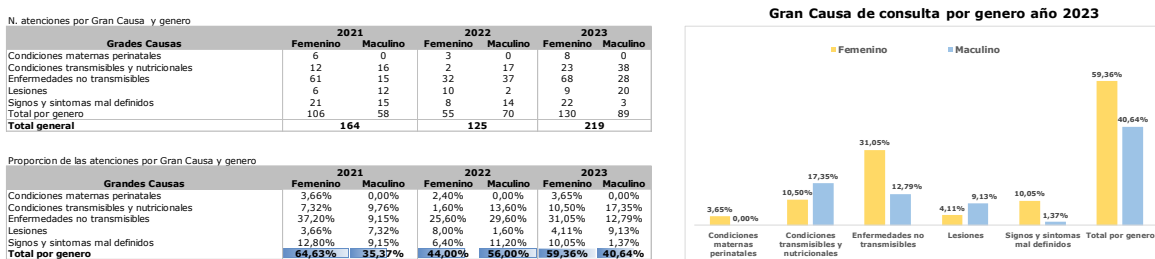 N. atenciones por Gran Causa y genero
2021 2022 2023
Grades Causas Femenino Maculino Femenino Maculino Femenino Maculino
Condiciones maternas perinatales 6 0 3 0 8 0
Condiciones transmisibles y nutricionales 12 16 2 17 23 38
Enfermedades no transmisibles 61 15 32 37 68 28
Lesiones 6 12 10 2 9 20
Signos y sintomas mal definidos 21 15 8 14 22 3
Total por genero 106 58 55 70 130 89
Total general 164 125 219
Proporcion de las atenciones por Gran Causa y genero
2021 2022 2023
Grandes Causas Femenino Maculino Femenino Maculino Femenino Maculino
Condiciones maternas perinatales 3,66% 0,00% 2,40% 0,00% 3,65% 0,00%
Condiciones transmisibles y nutricionales 7,32% 9,76% 1,60% 13,60% 10,50% 17,35%
Enfermedades no transmisibles 37,20% 9,15% 25,60% 29,60% 31,05% 12,79%
Lesiones 3,66% 7,32% 8,00% 1,60% 4,11% 9,13%
Signos y sintomas mal definidos 12,80% 9,15% 6,40% 11,20% 10,05% 1,37%
Total por genero 64,63% 35,37% 44,00% 56,00% 59,36% 40,64%
Gran Causa de consulta por genero año 2023
Femenino Maculino
59,36%
40,64%
31,05%
17,35%
12,79%
10,50%
10,05%
9,13%
4,11%
3,65%
1,37%
0,00%
Condiciones maternas perinatales
Condiciones transmisibles y nutricionales
Enfermedades no transmisibles
Lesiones
Signos y sintomas mal definidos
Total por genero